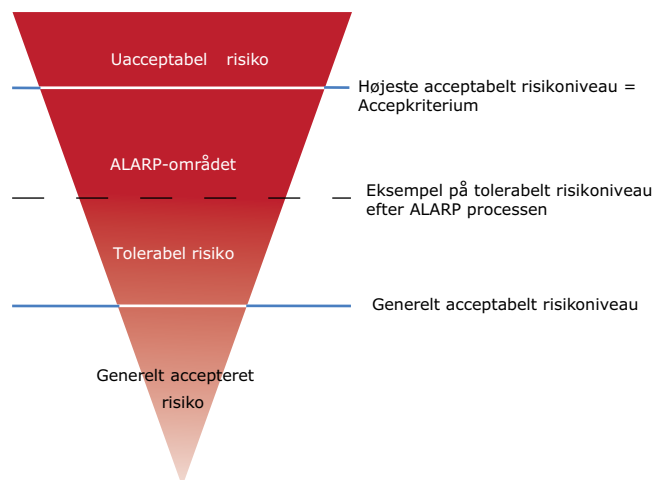 Uacceptabel risiko
Højeste acceptabelt risikoniveau =
Accepkriterium
ALARP-området
Eksempel på tolerabelt risikoniveau
efter ALARP processen
Tolerabel risiko
Generelt acceptabelt risikoniveau
Generelt accepteret
risiko